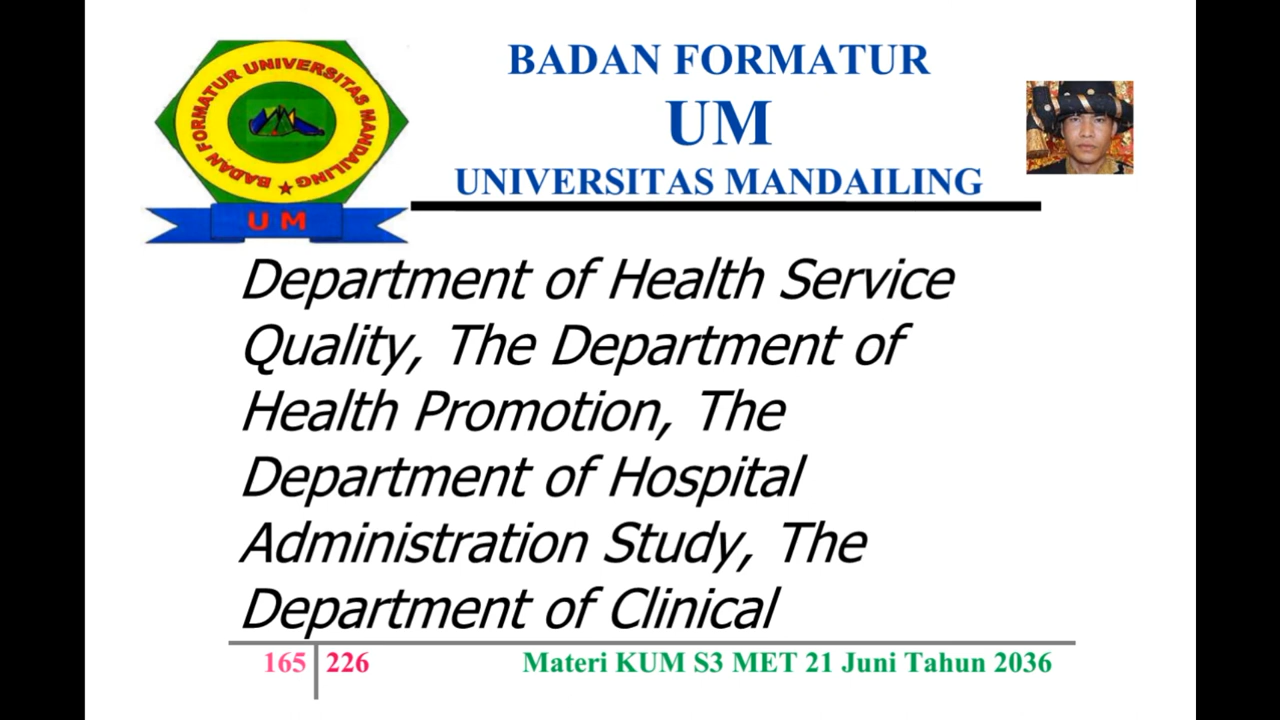 BADAN FORMATUR UNIVERSITAS MANDAILING
UM
BADAN FORMATUR
UM
UNIVERSITAS MANDAILING
Department of Health Service
Quality, The Department of
Health Promotion, The
Department of Hospital
Administration Study, The
Department of Clinical
165 226 Materi KUM S3 MET 21 Juni Tahun 2036